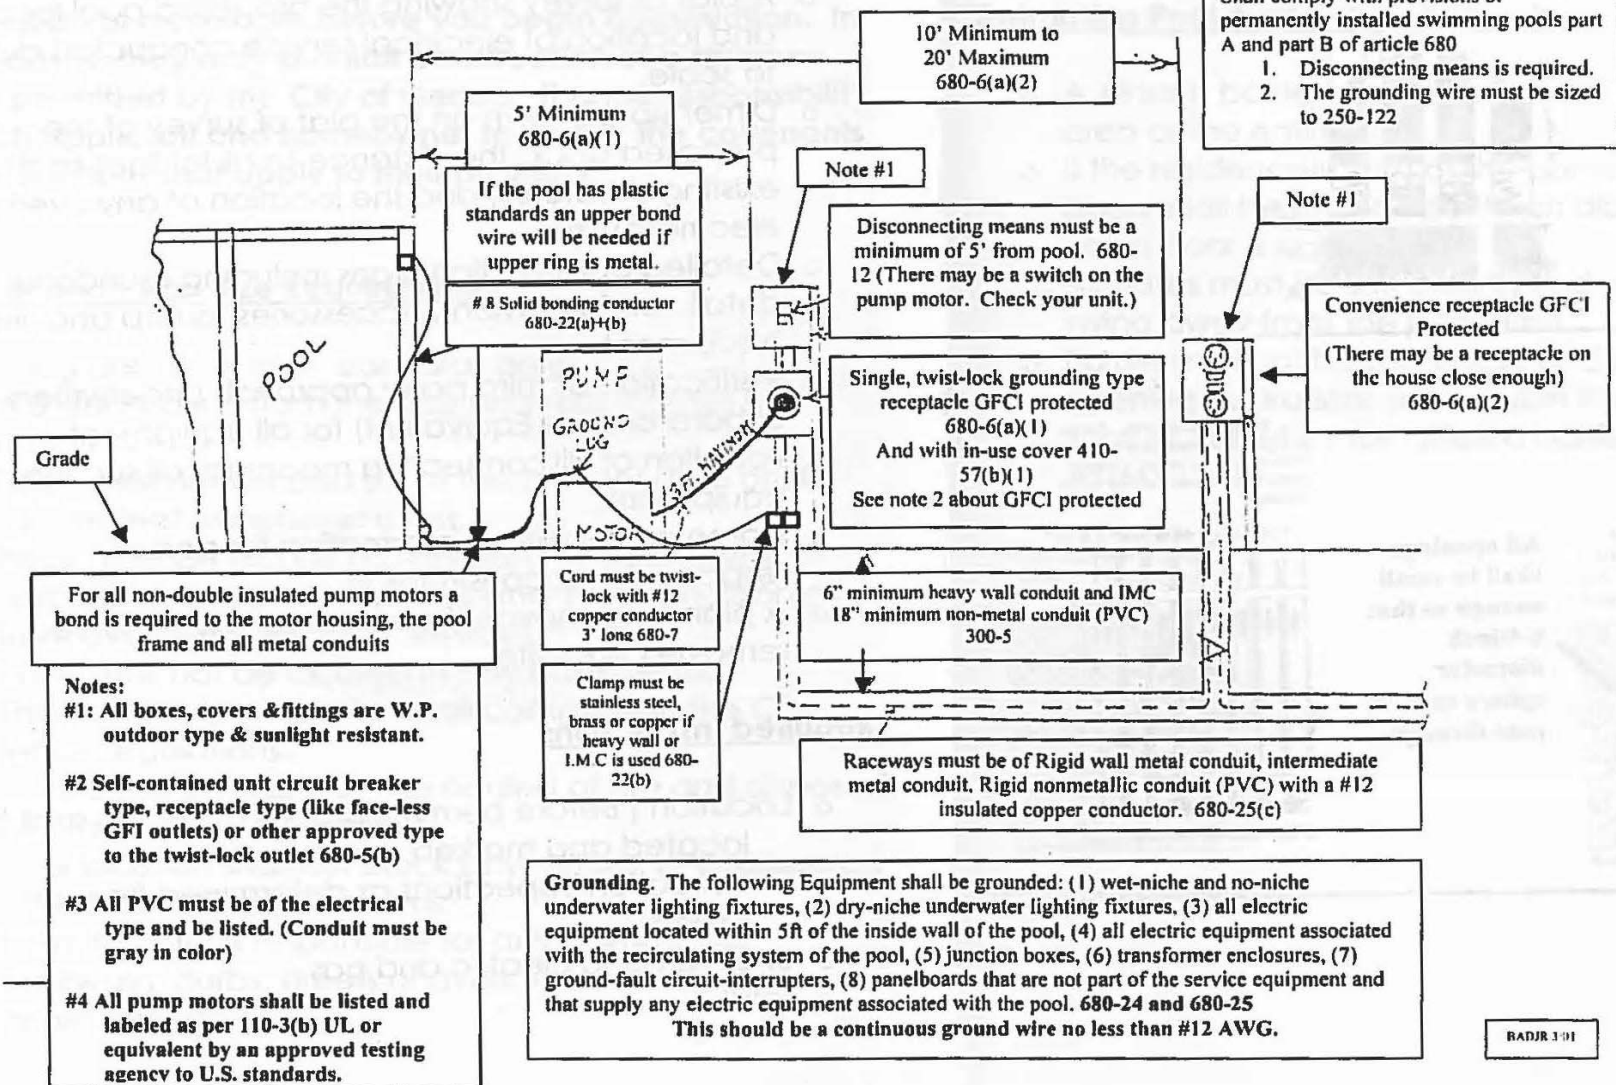 10' Minimum to
20' Maximum
680-6(a)(2)
permanently installed swimming pools part
A and part B of article 680
1. Disconnecting means is required.
2. The grounding wire must be sized
to 250-122
5' Minimum
680-6(a)(1)
If the pool has plastic
standards an upper bond
wire will be needed if
upper ring is metal.
# 8 Solid bonding conductor
680-22(a)+(b)
Note #1
Disconnecting means must be a
minimum of 5' from pool. 680-
12 (There may be a switch on the
pump motor. Check your unit.)
Note #1
Convenience receptacle GFCI
Protected
(There may be a receptacle on
the house close enough)
680-6(a)(2)
Single, twist-lock grounding type
receptacle GFCI protected
680-6(a)(1)
And with in-use cover 410-
57(b)(1)
See note 2 about GFCI protected
POOL
PUMP
GROUND
LUG
MOTOR
3FT. MAXIMUM
Grade
For all non-double insulated pump motors a
bond is required to the motor housing, the pool
frame and all metal conduits
Cord must be twist-
lock with #12
copper conductor
3' long 680-7
6" minimum heavy wall conduit and IMC
18" minimum non-metal conduit (PVC)
300-5
Clamp must be
stainless steel,
brass or copper if
heavy wall or
I.M.C is used 680-
22(b)
Raceways must be of Rigid wall metal conduit, intermediate
metal conduit, Rigid nonmetallic conduit (PVC) with a #12
insulated copper conductor. 680-25(c)
Notes:
#1: All boxes, covers &fittings are W.P.
outdoor type & sunlight resistant.
#2 Self-contained unit circuit breaker
type, receptacle type (like face-less
GFI outlets) or other approved type
to the twist-lock outlet 680-5(b)
#3 All PVC must be of the electrical
type and be listed. (Conduit must be
gray in color)
#4 All pump motors shall be listed and
labeled as per 110-3(b) UL or
equivalent by an approved testing
agency to U.S. standards.
Grounding. The following Equipment shall be grounded: (1) wet-niche and no-niche
underwater lighting fixtures, (2) dry-niche underwater lighting fixtures, (3) all electric
equipment located within 5ft of the inside wall of the pool, (4) all electric equipment associated
with the recirculating system of the pool, (5) junction boxes, (6) transformer enclosures, (7)
ground-fault circuit-interrupters, (8) panelboards that are not part of the service equipment and
that supply any electric equipment associated with the pool. 680-24 and 680-25
This should be a continuous ground wire no less than #12 AWG.